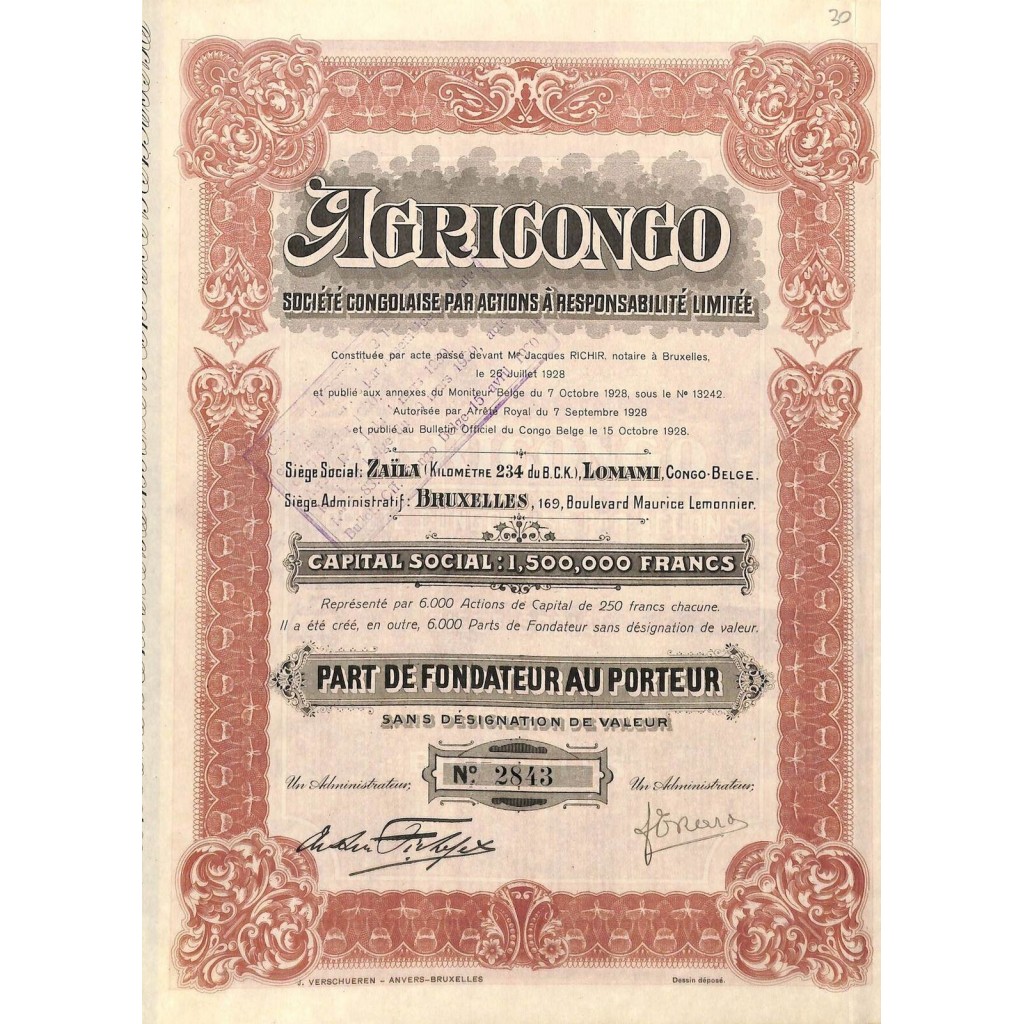 30
AGRICONGO
SOCIÉTÉ CONGOLAISE PAR ACTIONS À RESPONSABILITÉ LIMITÉE
Constituée par acte passé devant Me Jacques RICHIR, notaire à Bruxelles,
le 26 Juillet 1928
et publié aux annexes du Moniteur Belge du 7 Octobre 1928, sous le No 13242.
Autorisée par Arrêté Royal du 7 Septembre 1928
et publié au Bulletin Officiel du Congo Belge le 15 Octobre 1928.
Siège Social: ZAÏLA (KILOMÈTRE 234 du B.C.K.), LOMAMI, CONGO-BELGE.
Siège Administratif: BRUXELLES, 169, Boulevard Maurice Lemonnier.
CAPITAL SOCIAL: 1,500,000 FRANCS
Représenté par 6.000 Actions de Capital de 250 francs chacune.
Il a été créé, en outre, 6.000 Parts de Fondateur sans désignation de valeur.
PART DE FONDATEUR AU PORTEUR
SANS DÉSIGNATION DE VALEUR
No 2843
Un Administrateur,
Un Administrateur,
J. VERSCHUEREN - ANVERS-BRUXELLES
Dessin déposé.